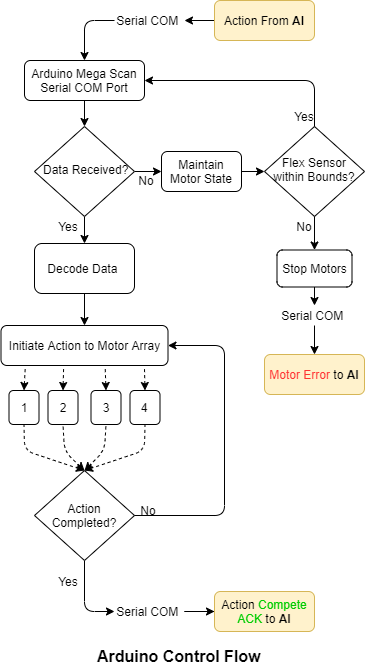 Serial COM
Action From AI
Arduino Mega Scan
Serial COM Port
Yes
Data Received?
No
Maintain
Motor State
Flex Sensor
within Bounds?
Yes
No
Decode Data
Stop Motors
Serial COM
Initiate Action to Motor Array
Motor Error to AI
1
2
3
4
Action
Completed?
No
Yes
Serial COM
Action Compete
ACK to AI
Arduino Control Flow